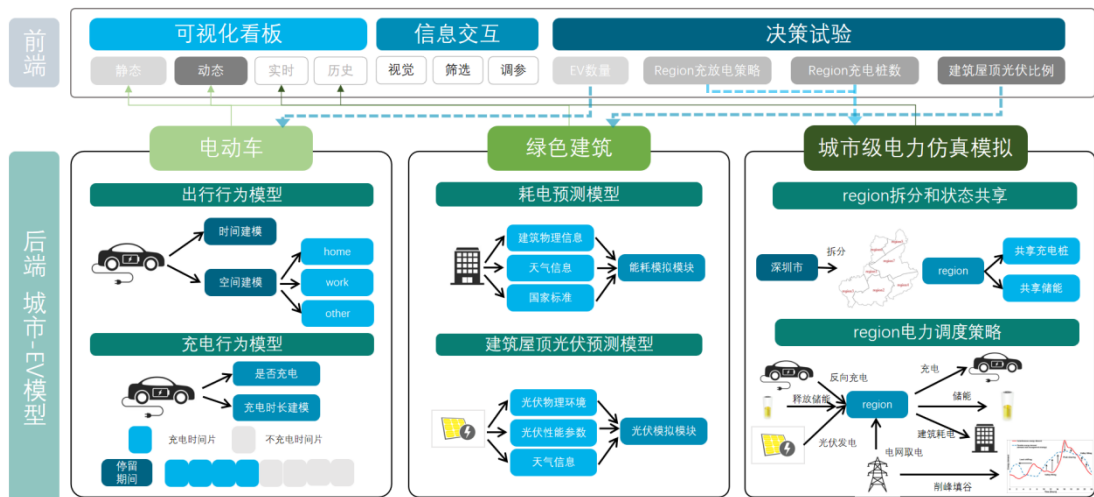 前端
可视化看板
信息交互
决策试验
静态
动态
实时
历史
视觉
筛选
调参
EV数量
Region充放电策略
Region充电桩数
建筑屋顶光伏比例
后端 城市-EV模型
电动车
出行行为模型
时间建模
空间建模
home
work
other
充电行为模型
是否充电
充电时长建模
充电时间片
不充电时间片
停留
期间
绿色建筑
耗电预测模型
建筑物理信息
天气信息
国家标准
能耗模拟模块
建筑屋顶光伏预测模型
光伏物理环境
光伏性能参数
天气信息
光伏模拟模块
城市级电力仿真模拟
region拆分和状态共享
深圳市
拆分
region
共享充电桩
共享储能
region电力调度策略
反向充电
释放储能
光伏发电
region
充电
储能
建筑耗电
电网取电
削峰填谷